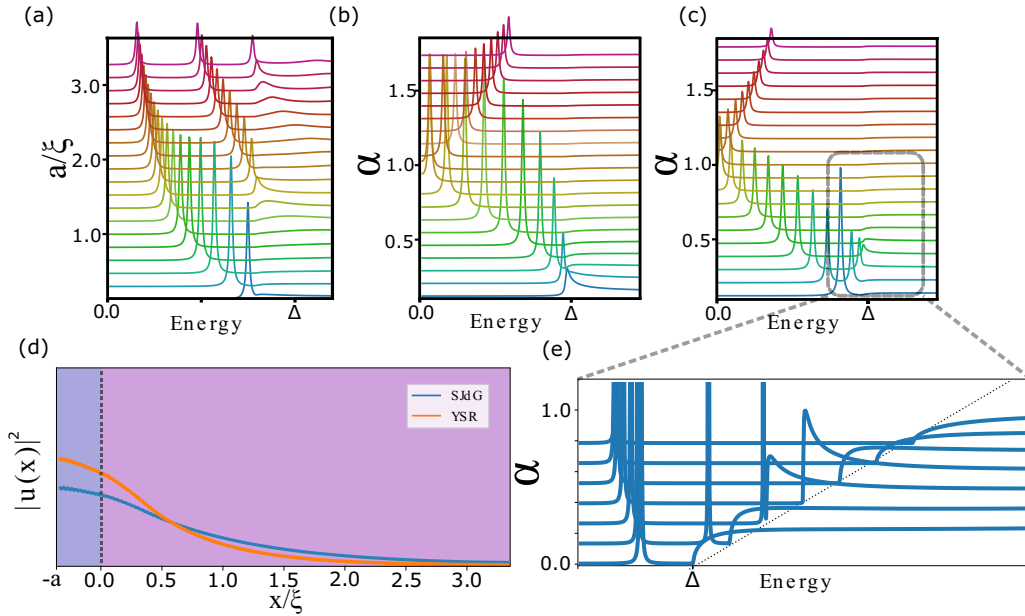 (a)
(b)
(c)
a/ξ
3.0
2.0
1.0
0.0
Energy
Δ
α
1.5
1.0
0.5
0.0
Energy
Δ
α
1.5
1.0
0.5
0.0
Energy
Δ
(d)
(e)
|u(x)|²
SJdG
YSR
-a
0.0
0.5
1.0
1.5
2.0
2.5
3.0
x/ξ
α
1.0
0.0
Δ
Energy